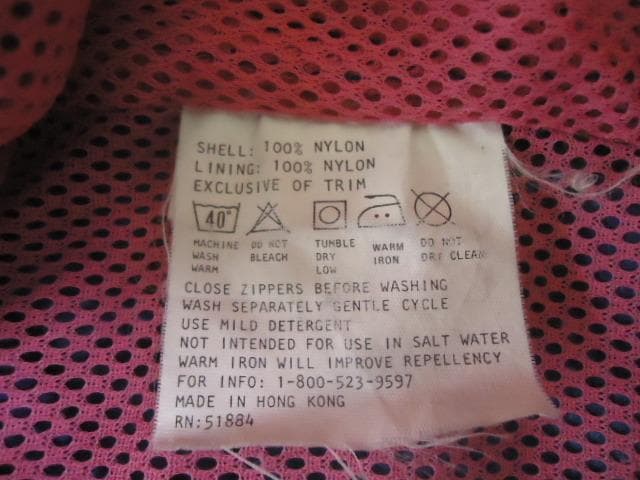 SHELL: 100% NYLON
LINING: 100% NYLON
EXCLUSIVE OF TRIM
40°
MACHINE WASH WARM
DO NOT BLEACH
TUMBLE DRY LOW
WARM IRON
DO NOT DRY CLEAN
CLOSE ZIPPERS BEFORE WASHING
WASH SEPARATELY GENTLE CYCLE
USE MILD DETERGENT
NOT INTENDED FOR USE IN SALT WATER
WARM IRON WILL IMPROVE REPELLENCY
FOR INFO: 1-800-523-9597
MADE IN HONG KONG
RN:51884